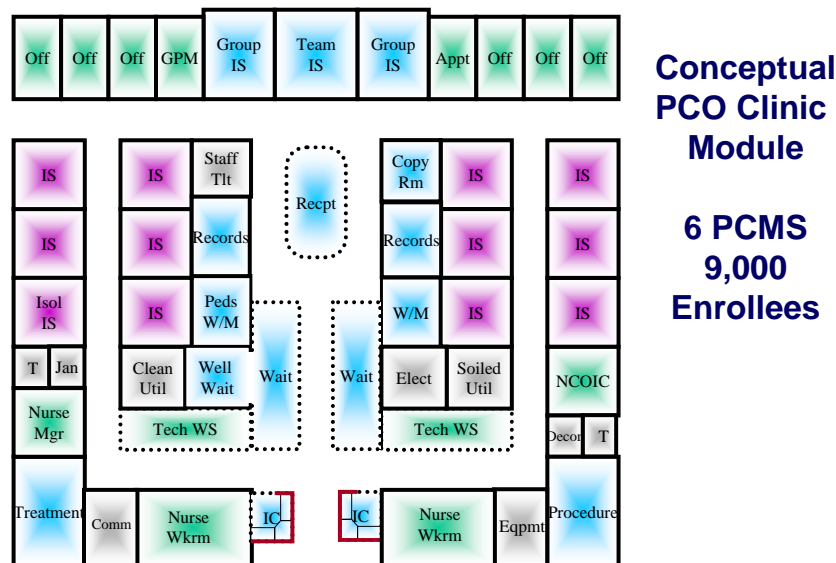 Off
Off
Off
GPM
Group
IS
Team
IS
Group
IS
Appt
Off
Off
Off
Conceptual
PCO Clinic
Module
6 PCMS
9,000
Enrollees
IS
IS
Staff
Tlt
Recpt
Copy
Rm
IS
IS
IS
IS
Records
Records
IS
IS
Isol
IS
IS
Peds
W/M
W/M
IS
IS
T
Jan
Clean
Util
Well
Wait
Wait
Wait
Elect
Soiled
Util
NCOIC
Nurse
Mgr
Tech WS
Tech WS
Decon
T
Treatment
Comm
Nurse
Wkrm
IC
IC
Nurse
Wkrm
Eqpmt
Procedure